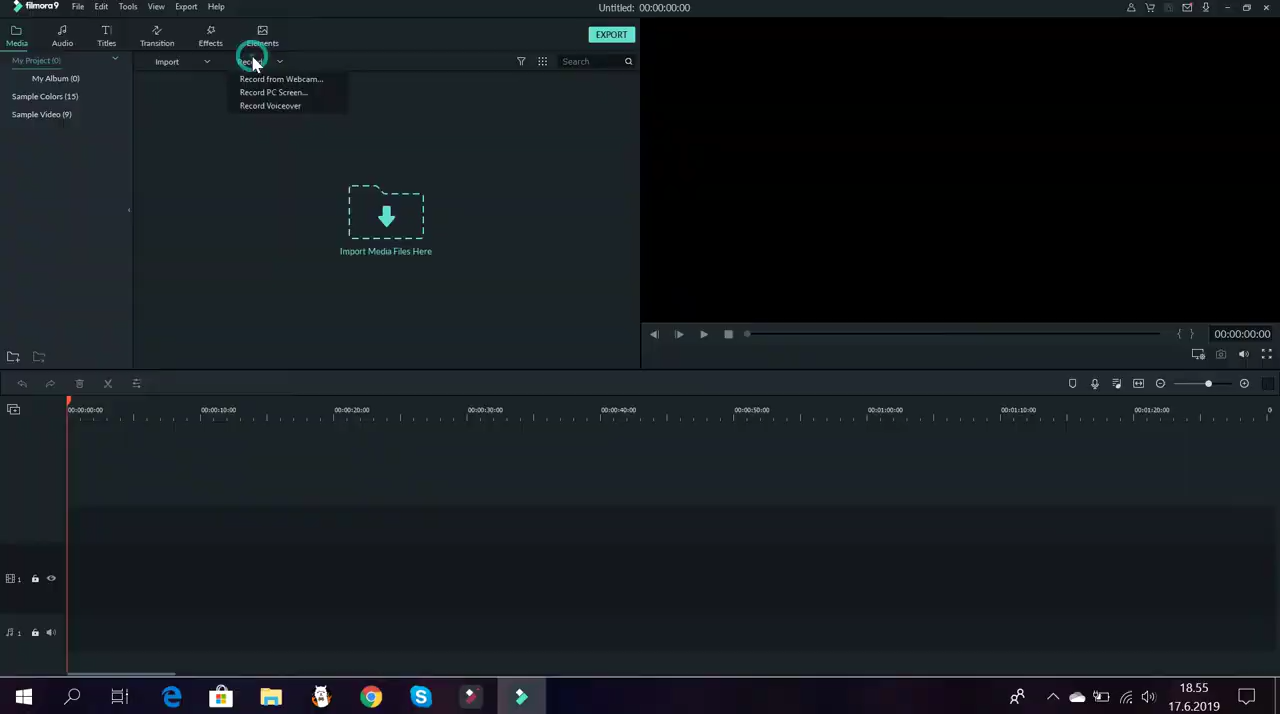 filmora9 File Edit Tools View Export Help Untitled: 00:00:00:00
Media Audio Titles Transition Effects Elements EXPORT
My Project (0) Import Record Search
My Album (0)
Sample Colors (15)
Sample Video (9)
Record from Webcam...
Record PC Screen...
Record Voiceover
Import Media Files Here
{ } 00:00:00:00
00:00:00:00 00:00:10:00 00:00:20:00 00:00:30:00 00:00:40:00 00:00:50:00 00:01:00:00 00:01:10:00 00:01:20:00 0
1
1
18.55
17.6.2019